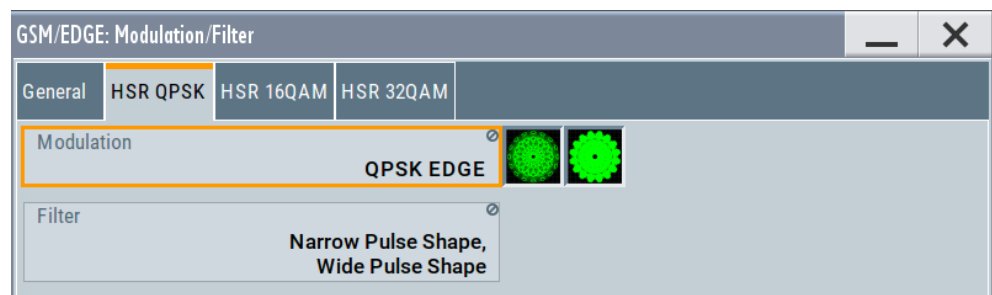 GSM/EDGE: Modulation/Filter
General HSR QPSK HSR 16QAM HSR 32QAM
Modulation
QPSK EDGE
Filter
Narrow Pulse Shape,
Wide Pulse Shape